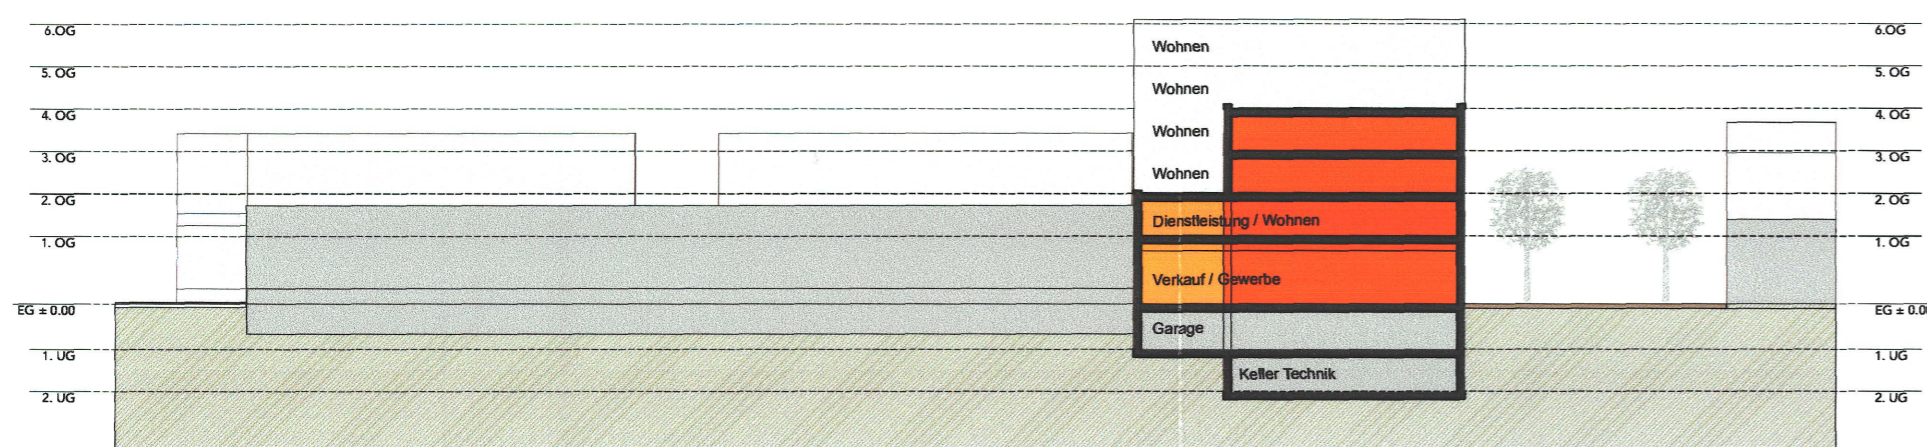 6.OG
6.OG
Wohnen
5. OG
5. OG
Wohnen
4. OG
4. OG
Wohnen
3. OG
3. OG
Wohnen
2. OG
2. OG
Dienstleistung / Wohnen
1. OG
1. OG
Verkauf / Gewerbe
EG ± 0.00
EG ± 0.0
Garage
1. UG
1. UG
Keller Technik
2. UG
2. UG